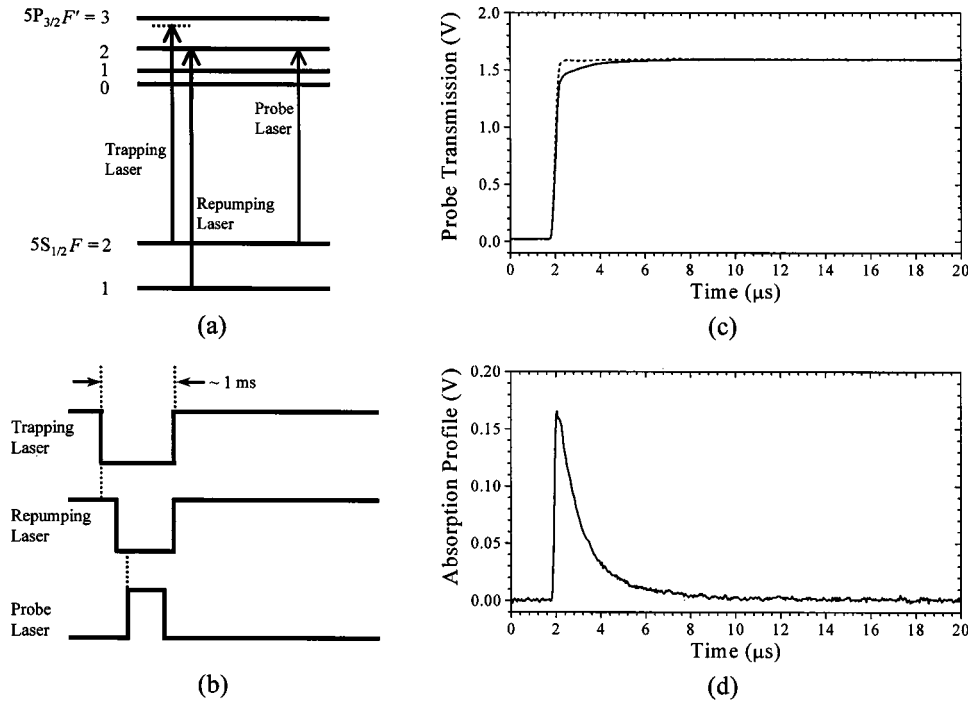 5P3/2F' = 3
2
1
0
Probe
Laser
Trapping
Laser
Repumping
Laser
5S1/2F = 2
1
(a)
~ 1 ms
Trapping
Laser
Repumping
Laser
Probe
Laser
(b)
Probe Transmission (V)
2.0
1.5
1.0
0.5
0.0
0 2 4 6 8 10 12 14 16 18 20
Time (μs)
(c)
Absorption Profile (V)
0.20
0.15
0.10
0.05
0.00
0 2 4 6 8 10 12 14 16 18 20
Time (μs)
(d)